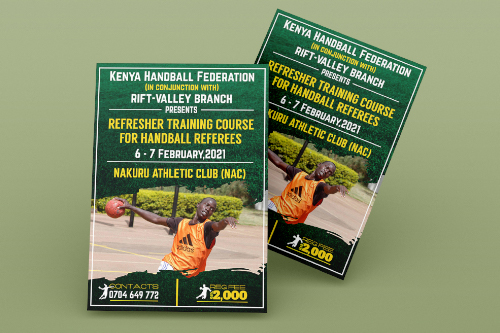 KENYA HANDBALL FEDERATION
(IN CONJUNCTION WITH)
RIFT-VALLEY BRANCH
PRESENTS
REFRESHER TRAINING COURSE
FOR HANDBALL REFEREES
6 - 7 FEBRUARY,2021
NAKURU ATHLETIC CLUB (NAC)
adidas
CONTACTS
0704 649 772
REG FEE
2,000
KENYA HANDBALL FEDERATION
(IN CONJUNCTION WITH)
RIFT-VALLEY BRANCH
PRESENTS
REFRESHER TRAINING COURSE
FOR HANDBALL REFEREES
6 - 7 FEBRUARY,2021
KURU ATHLETIC CLUB (NAC)
adidas
REG FEE
2,000